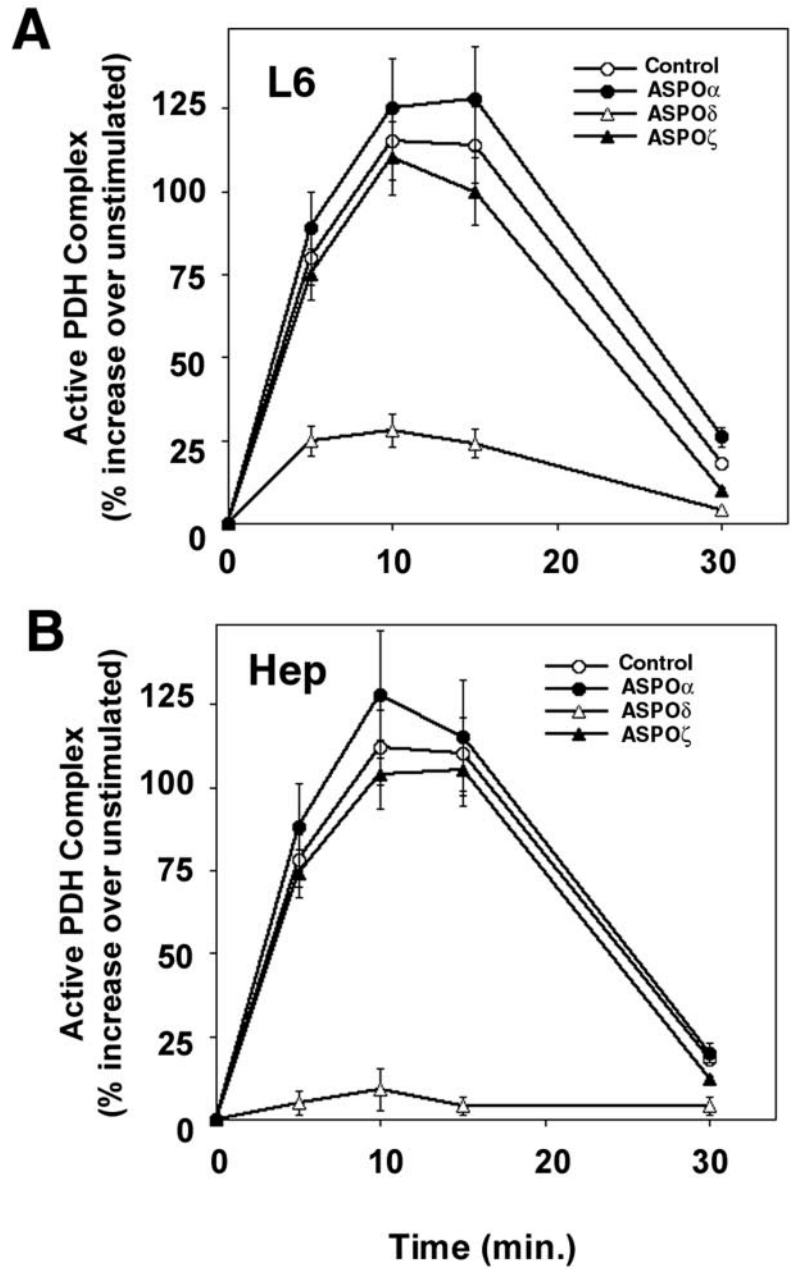 A
L6
Control
ASPOα
ASPOδ
ASPOζ
Active PDH Complex
(% increase over unstimulated)
125
100
75
50
25
0
0 10 20 30
B
Hep
Control
ASPOα
ASPOδ
ASPOζ
Active PDH Complex
(% increase over unstimulated)
125
100
75
50
25
0
0 10 20 30
Time (min.)